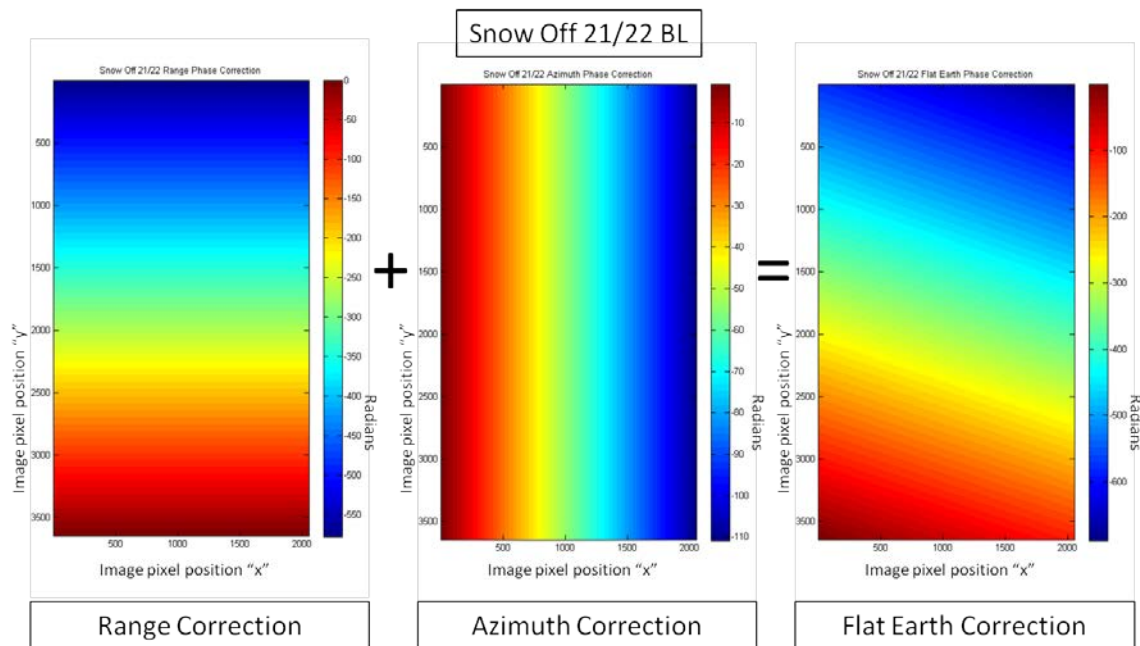 Snow Off 21/22 BL
Snow Off 21/22 Range Phase Correction
0
-50
-100
-150
-200
-250
-300
-350
-400
-450
-500
-550
500
1000
1500
2000
2500
3000
3500
500 1000 1500 2000
Image pixel position "y"
Radians
Image pixel position "x"
Range Correction
+
Snow Off 21/22 Azimuth Phase Correction
-10
-20
-30
-40
-50
-60
-70
-80
-90
-100
-110
500
1000
1500
2000
2500
3000
3500
500 1000 1500 2000
Image pixel position "y"
Radians
Image pixel position "x"
Azimuth Correction
=
Snow Off 21/22 Flat Earth Phase Correction
-100
-200
-300
-400
-500
-600
500
1000
1500
2000
2500
3000
3500
500 1000 1500 2000
Image pixel position "y"
Radians
Image pixel position "x"
Flat Earth Correction